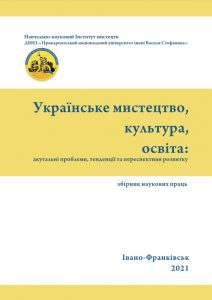 Навчально-науковий Інститут мистецтв
ДВНЗ «Прикарпатський національний університет імені Василя Стефаника»
Українське мистецтво,
культура,
освіта:
актуальні проблеми, тенденції та переспективи розвитку
збірник наукових праць
Івано-Франківськ
2021